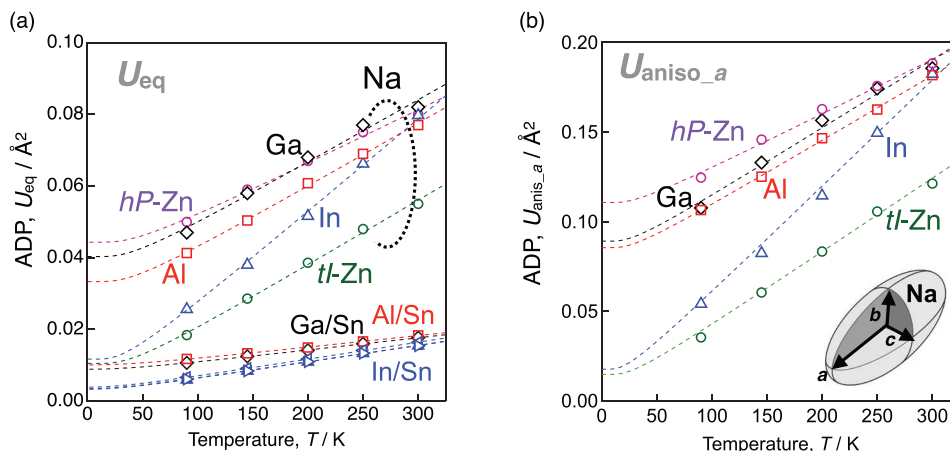 (a)
0.10
0.08
0.06
0.04
0.02
0.00
ADP, Ueq / Å²
Ueq
Na
Ga
hP-Zn
In
Al
tI-Zn
Ga/Sn
Al/Sn
In/Sn
0 50 100 150 200 250 300
Temperature, T / K
(b)
0.20
0.15
0.10
0.05
0.00
ADP, Uanis_a / Å²
Uaniso_a
hP-Zn
In
Ga
Al
tI-Zn
Na
b
c
a
0 50 100 150 200 250 300
Temperature, T / K